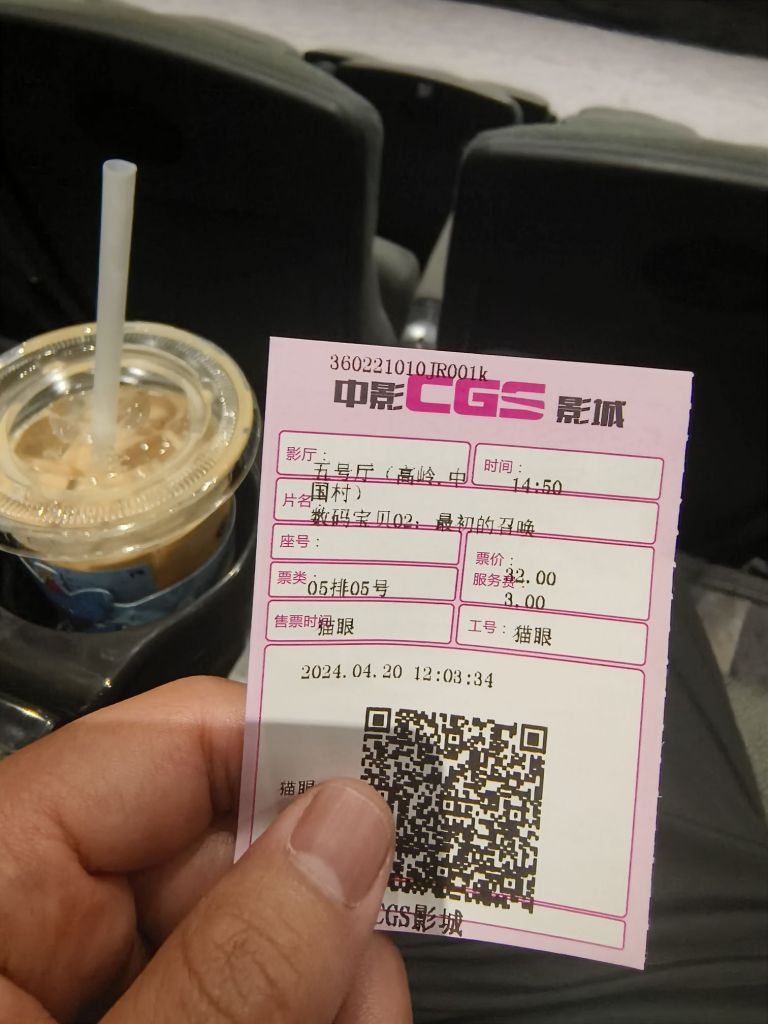 360221010JR001k
中影CGS影城
影厅：
五号厅（高岭.中
国村）
时间：
14:50
片名
数码宝贝02：最初的召唤
座号：
票价：
32.00
服务费：
3.00
票类：
05排05号
售票时间
猫眼
工号：猫眼
2024.04.20 12:03:34
猫眼
CGS影城